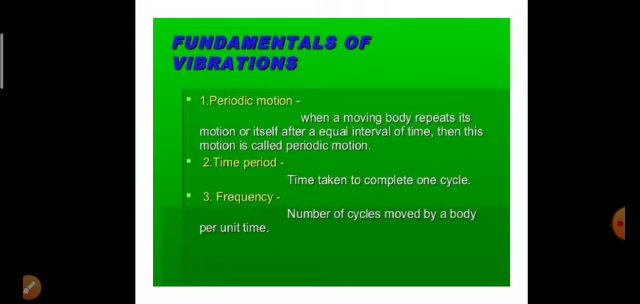 FUNDAMENTALS OF
VIBRATIONS
1.Periodic motion -
when a moving body repeats its
motion or itself after a equal interval of time, then this
motion is called periodic motion.
2.Time period -
Time taken to complete one cycle.
3. Frequency -
Number of cycles moved by a body
per unit time.